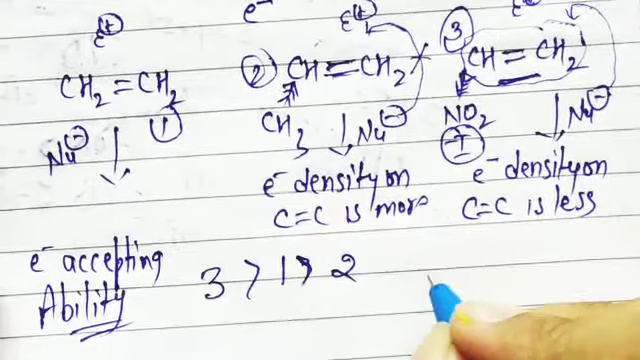 e⁻
CH₂=CH₂
①
Nu⊖
② CH=CH₂
CH₃
Nu⊖
e⁻ density on
C=C is more
③
CH=CH₂
NO₂
-I
Nu⊖
e⁻ density on
C=C is less
e⁻ accepting
Ability
3 > 1 > 2